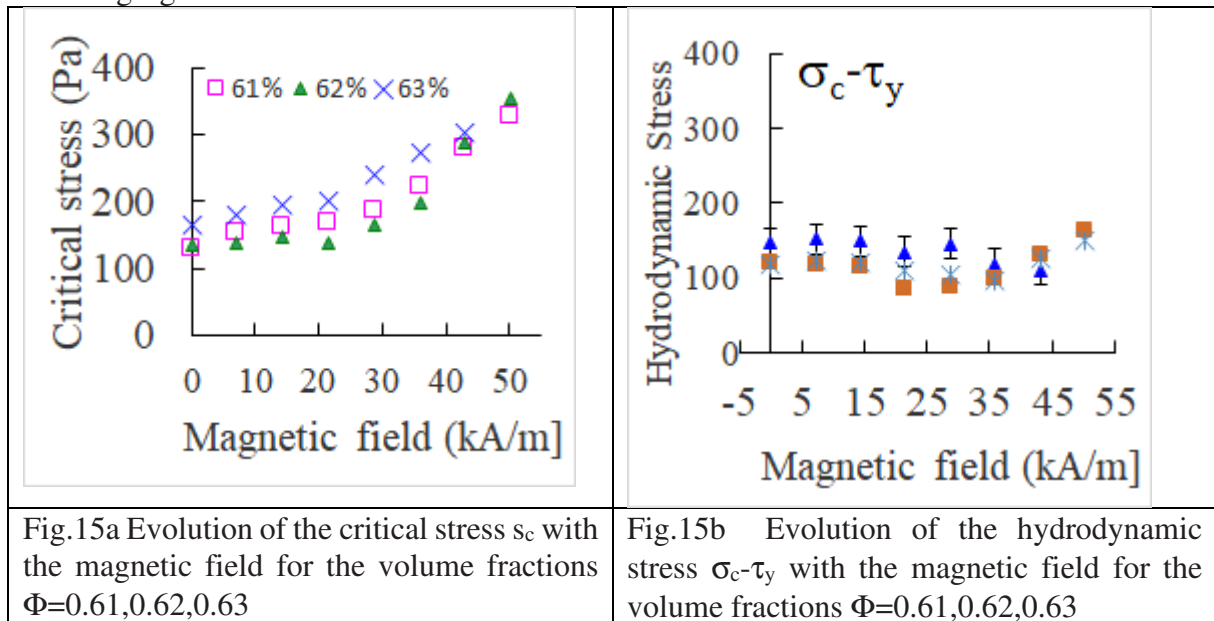 Critical stress (Pa)
400
300
200
100
0
□ 61% ▲ 62% × 63%
0 10 20 30 40 50
Magnetic field (kA/m]
Hydrodynamic Stress
400
300
200
100
0
σc-τy
-5 5 15 25 35 45 55
Magnetic field (kA/m]
Fig.15a Evolution of the critical stress sc with
the magnetic field for the volume fractions
Φ=0.61,0.62,0.63
Fig.15b Evolution of the hydrodynamic
stress σc-τy with the magnetic field for the
volume fractions Φ=0.61,0.62,0.63